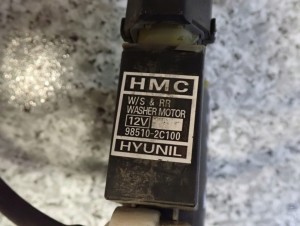 HMC
W/S & RR
WASHER MOTOR
12V
98510-2C100
HYUNIL